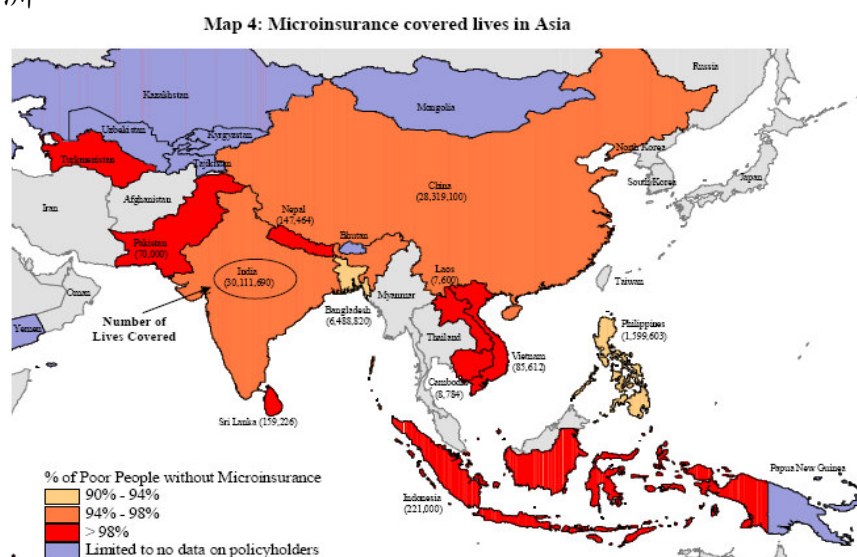 Map 4: Microinsurance covered lives in Asia
Russia
Kazakhstan
Mongolia
Uzbekistan
Kyrgyzstan
Turkmenistan
Tajikistan
North Korea
South Korea
Japan
China
(28,319,100)
Iran
Afghanistan
Nepal
(147,464)
Pakistan
(70,000)
Bhutan
India
(30,111,690)
Laos
(7,600)
Taiwan
Oman
Myanmar
Bangladesh
(6,488,820)
Number of
Lives Covered
Yemen
Thailand
Philippines
(1,599,603)
Vietnam
(85,612)
Cambodia
(8,784)
Sri Lanka (159,226)
Papua New Guinea
Indonesia
(221,000)
% of Poor People without Microinsurance
90% - 94%
94% - 98%
> 98%
Limited to no data on policyholders